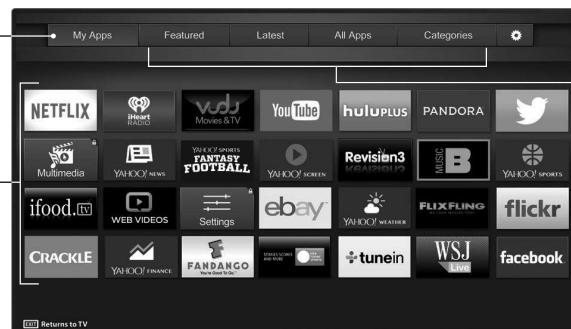 My Apps Featured Latest All Apps Categories
NETFLIX iHeart RADIO vudu Movies & TV YouTube huluPLUS PANDORA
Multimedia YAHOO! NEWS YAHOO! SPORTS FANTASY FOOTBALL YAHOO! SCREEN Revision3 MUSIC B YAHOO! SPORTS
ifood.tv WEB VIDEOS Settings ebay YAHOO! WEATHER FLIXFLING flickr
CRACKLE YAHOO! FINANCE FANDANGO You're Good To Go. +tunein WSJ Live facebook
EXIT Returns to TV